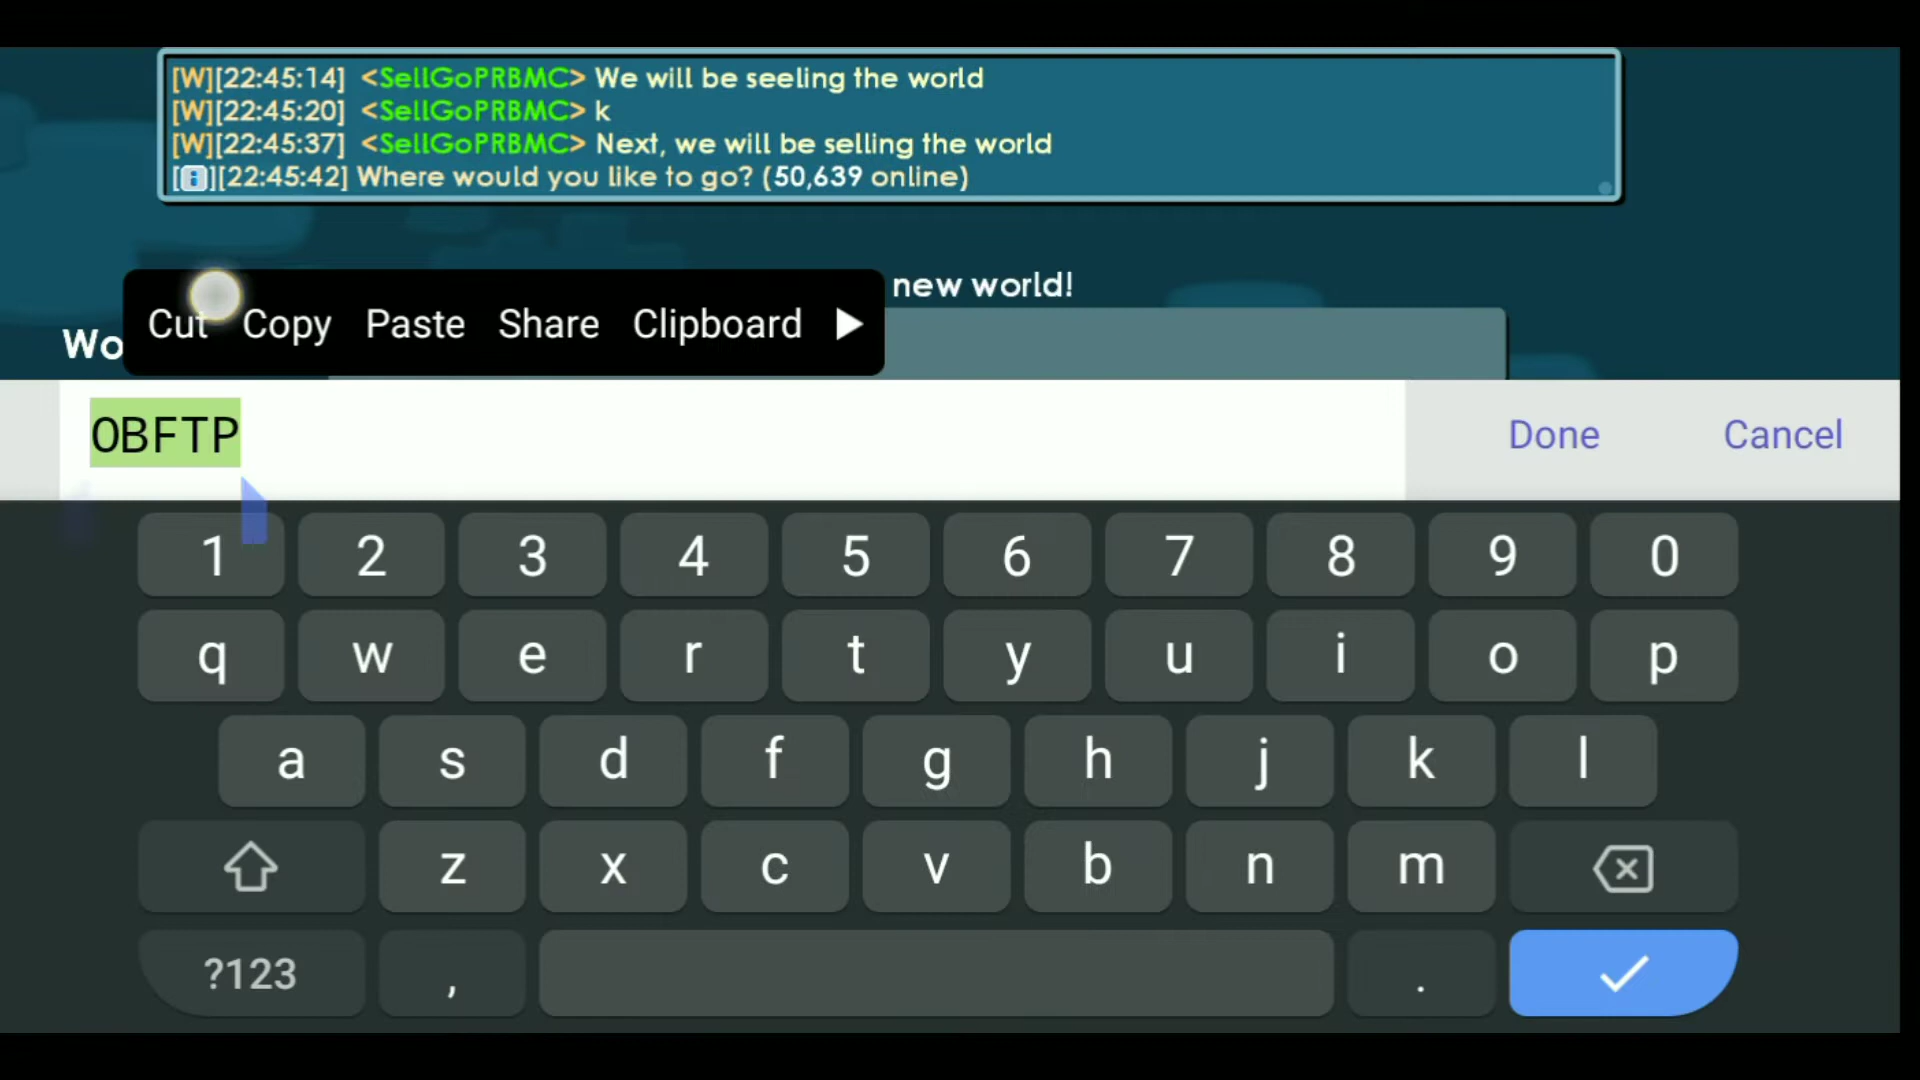 [W][22:45:14] <SellGoPRBMC> We will be seeling the world
[W][22:45:20] <SellGoPRBMC> k
[W][22:45:37] <SellGoPRBMC> Next, we will be selling the world
[i][22:45:42] Where would you like to go? (50,639 online)
new world!
Wo
Cut Copy Paste Share Clipboard
OBFTP
Done Cancel
1 2 3 4 5 6 7 8 9 0
q w e r t y u i o p
a s d f g h j k l
z x c v b n m
?123 , .